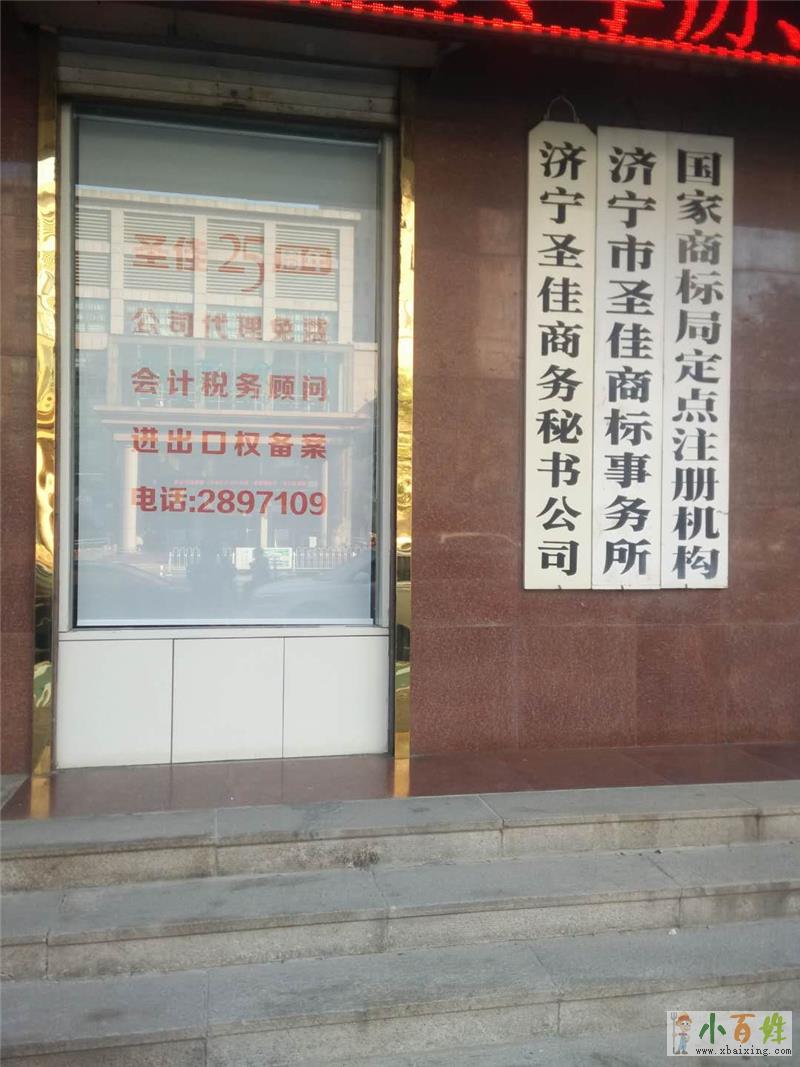 圣佳25周年
公司代理免费
会计税务顾问
进出口权备案
电话:2897109
济宁圣佳商务秘书公司
济宁市圣佳商标事务所
国家商标局定点注册机构
小百姓
www.xbaixing.com